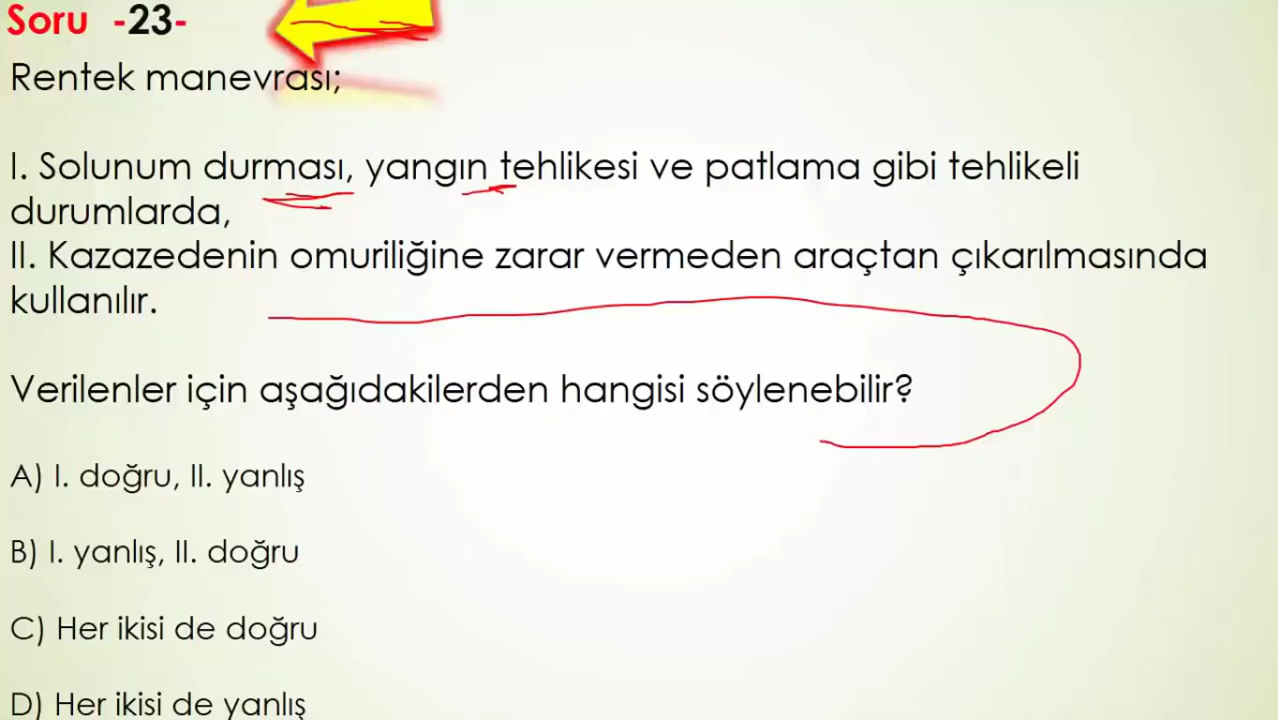 Soru -23-
Rentek manevrası;
I. Solunum durması, yangın tehlikesi ve patlama gibi tehlikeli
durumlarda,
II. Kazazedenin omuriliğine zarar vermeden araçtan çıkarılmasında
kullanılır.
Verilenler için aşağıdakilerden hangisi söylenebilir?
A) I. doğru, II. yanlış
B) I. yanlış, II. doğru
C) Her ikisi de doğru
D) Her ikisi de yanlış